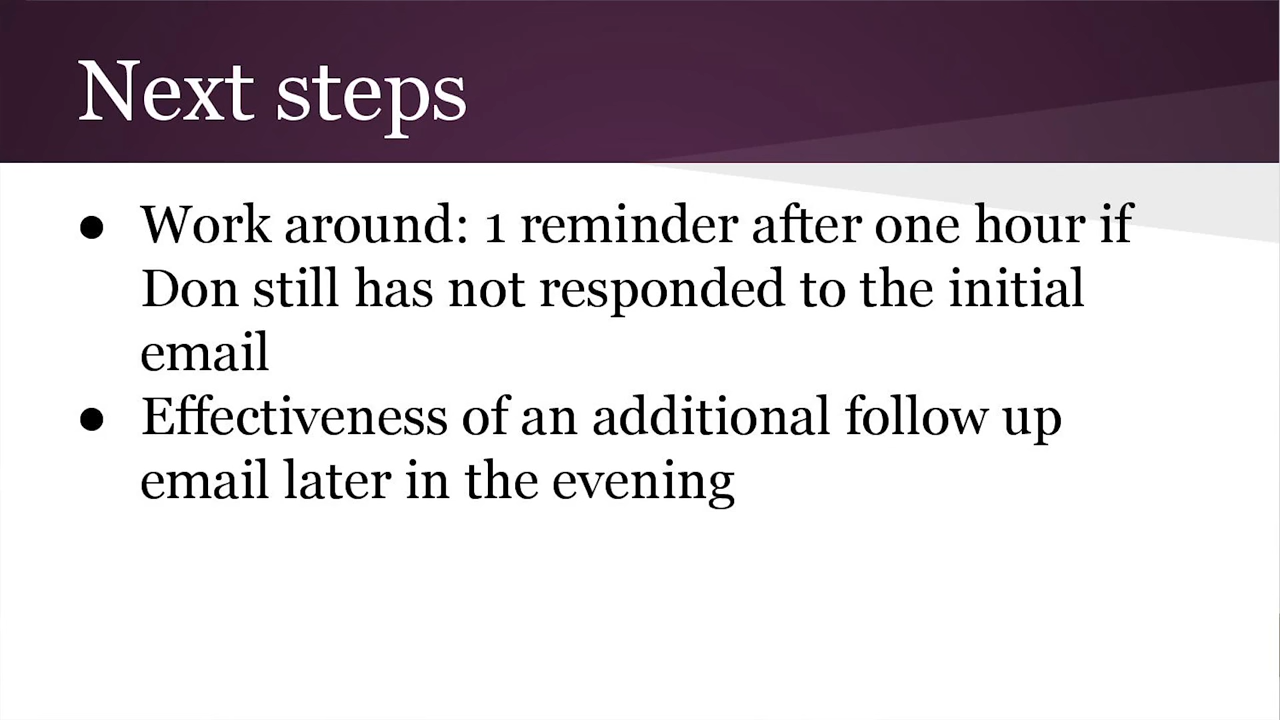 Next steps
● Work around: 1 reminder after one hour if
Don still has not responded to the initial
email
● Effectiveness of an additional follow up
email later in the evening